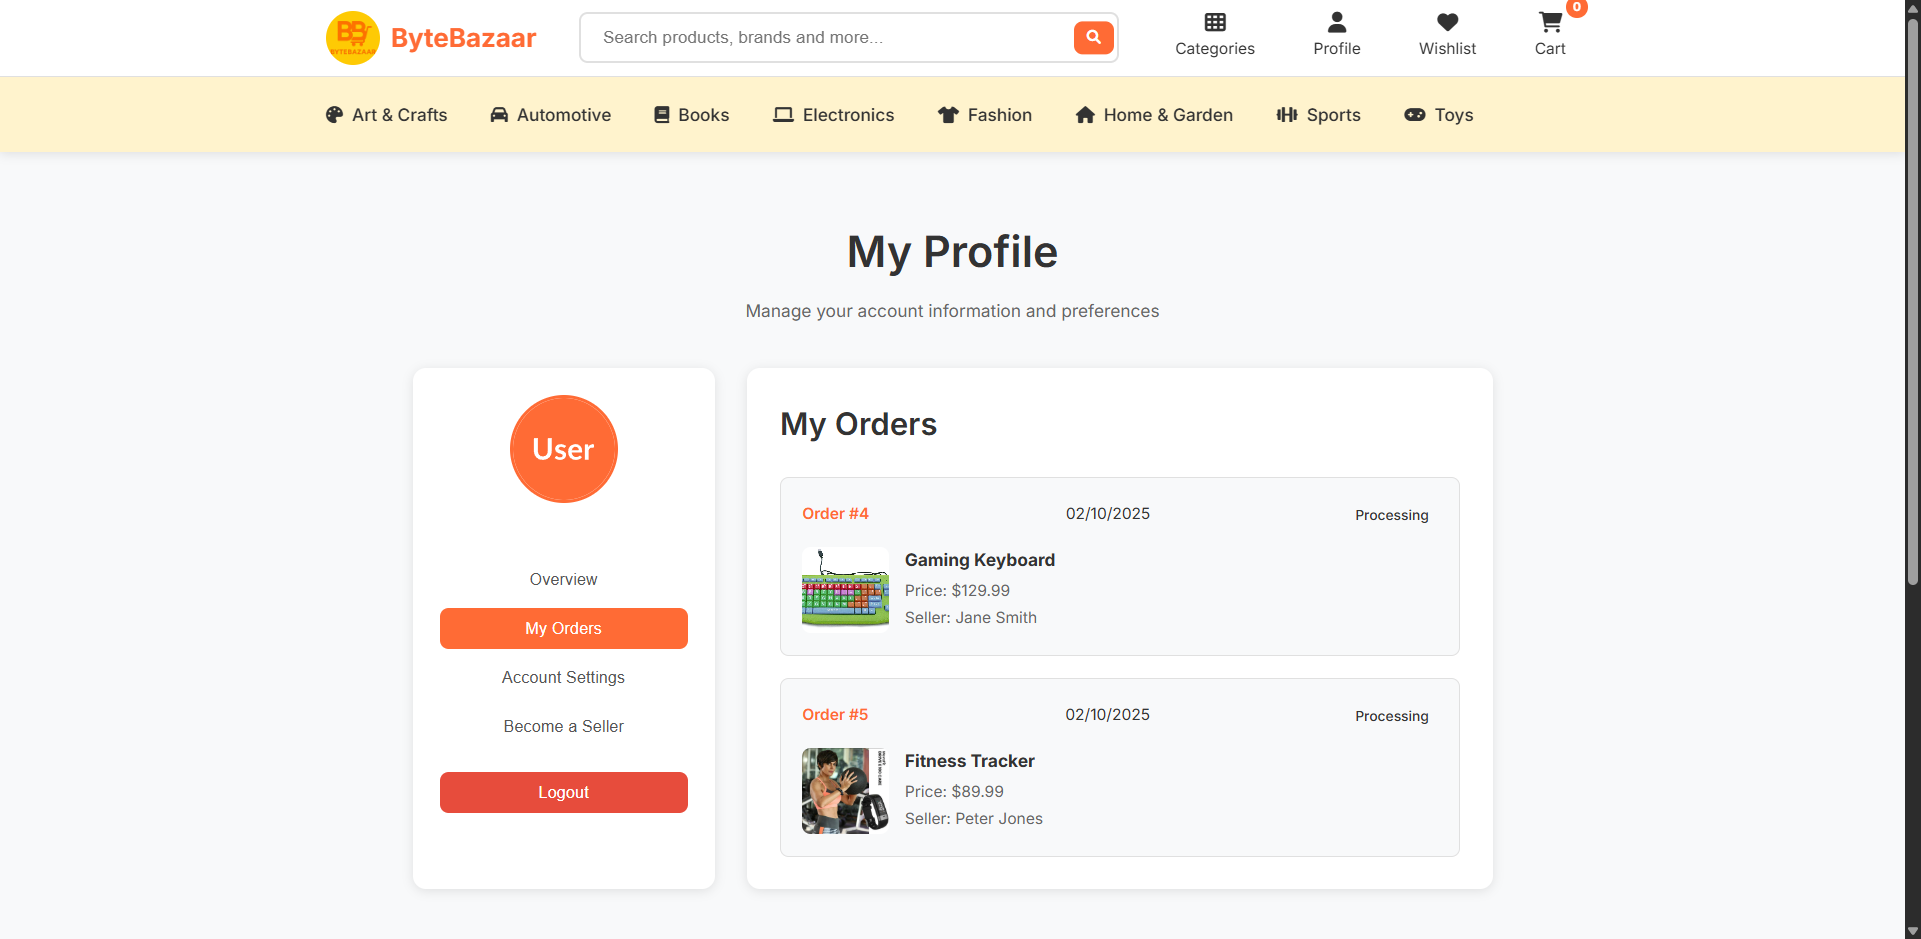 BB
BYTEBAZAAR
ByteBazaar
Search products, brands and more...
Categories
Profile
Wishlist
0
Cart
Art & Crafts
Automotive
Books
Electronics
Fashion
Home & Garden
Sports
Toys
My Profile
Manage your account information and preferences
User
Overview
My Orders
Account Settings
Become a Seller
Logout
My Orders
Order #4
02/10/2025
Processing
Gaming Keyboard
Price: $129.99
Seller: Jane Smith
Order #5
02/10/2025
Processing
Fitness Tracker
Price: $89.99
Seller: Peter Jones